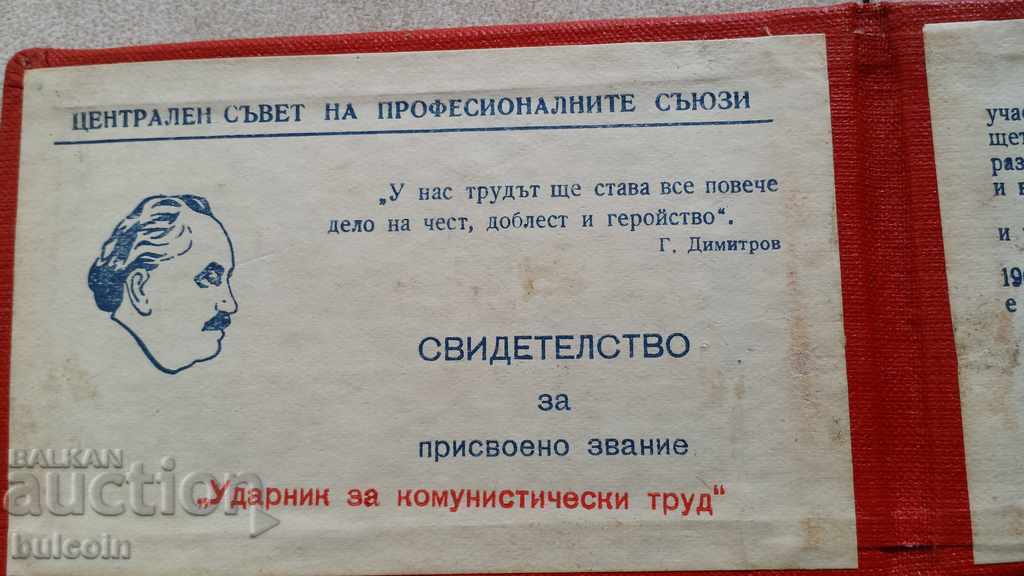 ЦЕНТРАЛЕН СЪВЕТ НА ПРОФЕСИОНАЛНИТЕ СЪЮЗИ
„У нас трудът ще става все повече
дело на чест, доблест и геройство“.
Г. Димитров
СВИДЕТЕЛСТВО
за
присвоено звание
„Ударник за комунистически труд“
BALKAN
auction
bulcoin
и
е